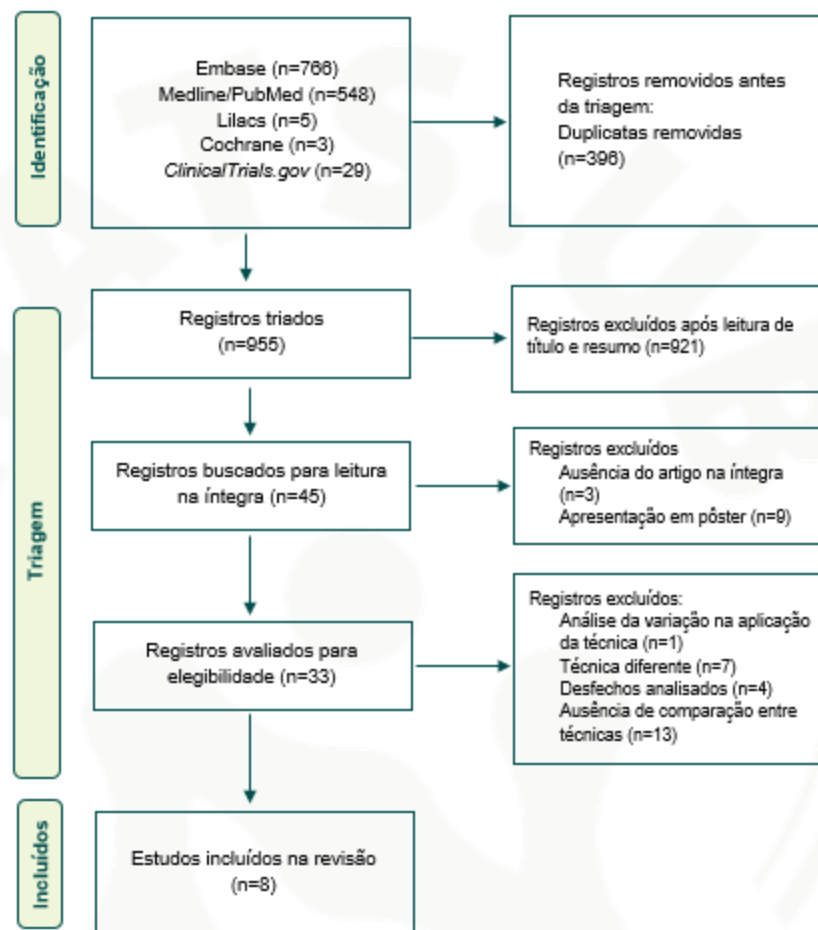 Identificação
Embase (n=766)
Medline/PubMed (n=548)
Lilacs (n=5)
Cochrane (n=3)
ClinicalTrials.gov (n=29)
Registros removidos antes
da triagem:
Duplicatas removidas
(n=396)
Triagem
Registros triados
(n=955)
Registros excluídos após leitura de
título e resumo (n=921)
Registros buscados para leitura
na íntegra (n=45)
Registros excluídos
Ausência do artigo na íntegra
(n=3)
Apresentação em pôster (n=9)
Registros avaliados para
elegibilidade (n=33)
Registros excluídos:
Análise da variação na aplicação
da técnica (n=1)
Técnica diferente (n=7)
Desfechos analisados (n=4)
Ausência de comparação entre
técnicas (n=13)
Incluídos
Estudos incluídos na revisão
(n=8)